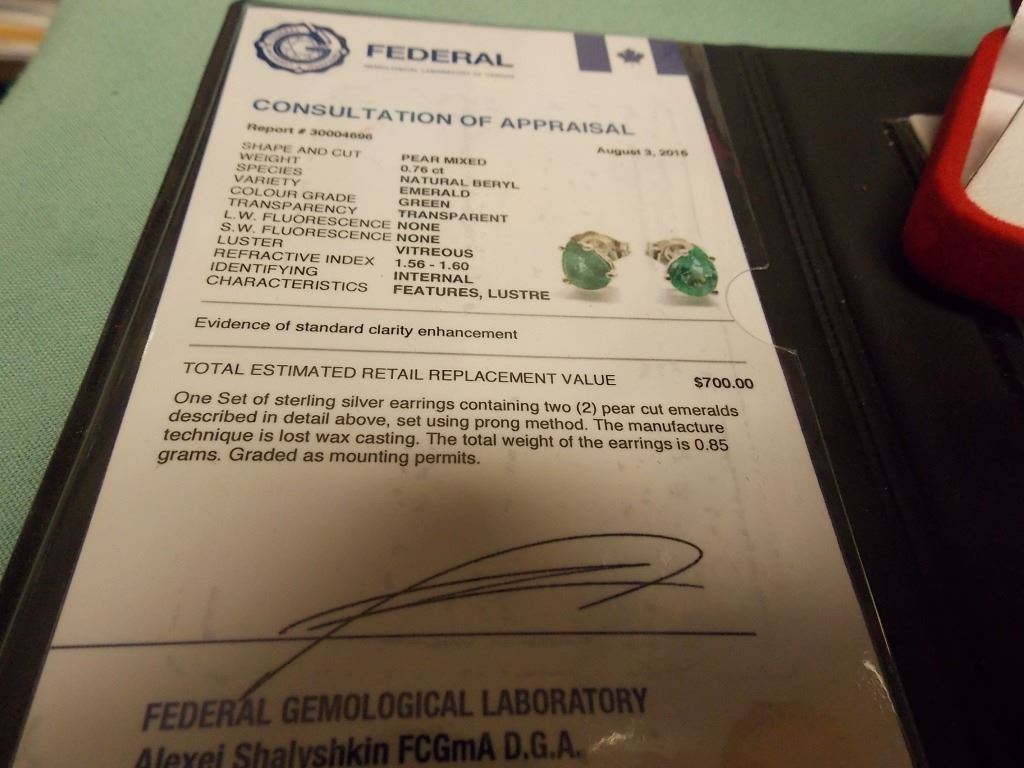 FEDERAL
GEMOLOGICAL LABORATORY OF CANADA
CONSULTATION OF APPRAISAL
Report # 30004696
August 3, 2016
SHAPE AND CUT PEAR MIXED
WEIGHT 0.76 ct
SPECIES NATURAL BERYL
VARIETY EMERALD
COLOUR GRADE GREEN
TRANSPARENCY TRANSPARENT
L.W. FLUORESCENCE NONE
S.W. FLUORESCENCE NONE
LUSTER VITREOUS
REFRACTIVE INDEX 1.56 - 1.60
IDENTIFYING INTERNAL
CHARACTERISTICS FEATURES, LUSTRE
Evidence of standard clarity enhancement
TOTAL ESTIMATED RETAIL REPLACEMENT VALUE $700.00
One Set of sterling silver earrings containing two (2) pear cut emeralds
described in detail above, set using prong method. The manufacture
technique is lost wax casting. The total weight of the earrings is 0.85
grams. Graded as mounting permits.
FEDERAL GEMOLOGICAL LABORATORY
Alexei Shalyshkin FCGmA D.G.A.